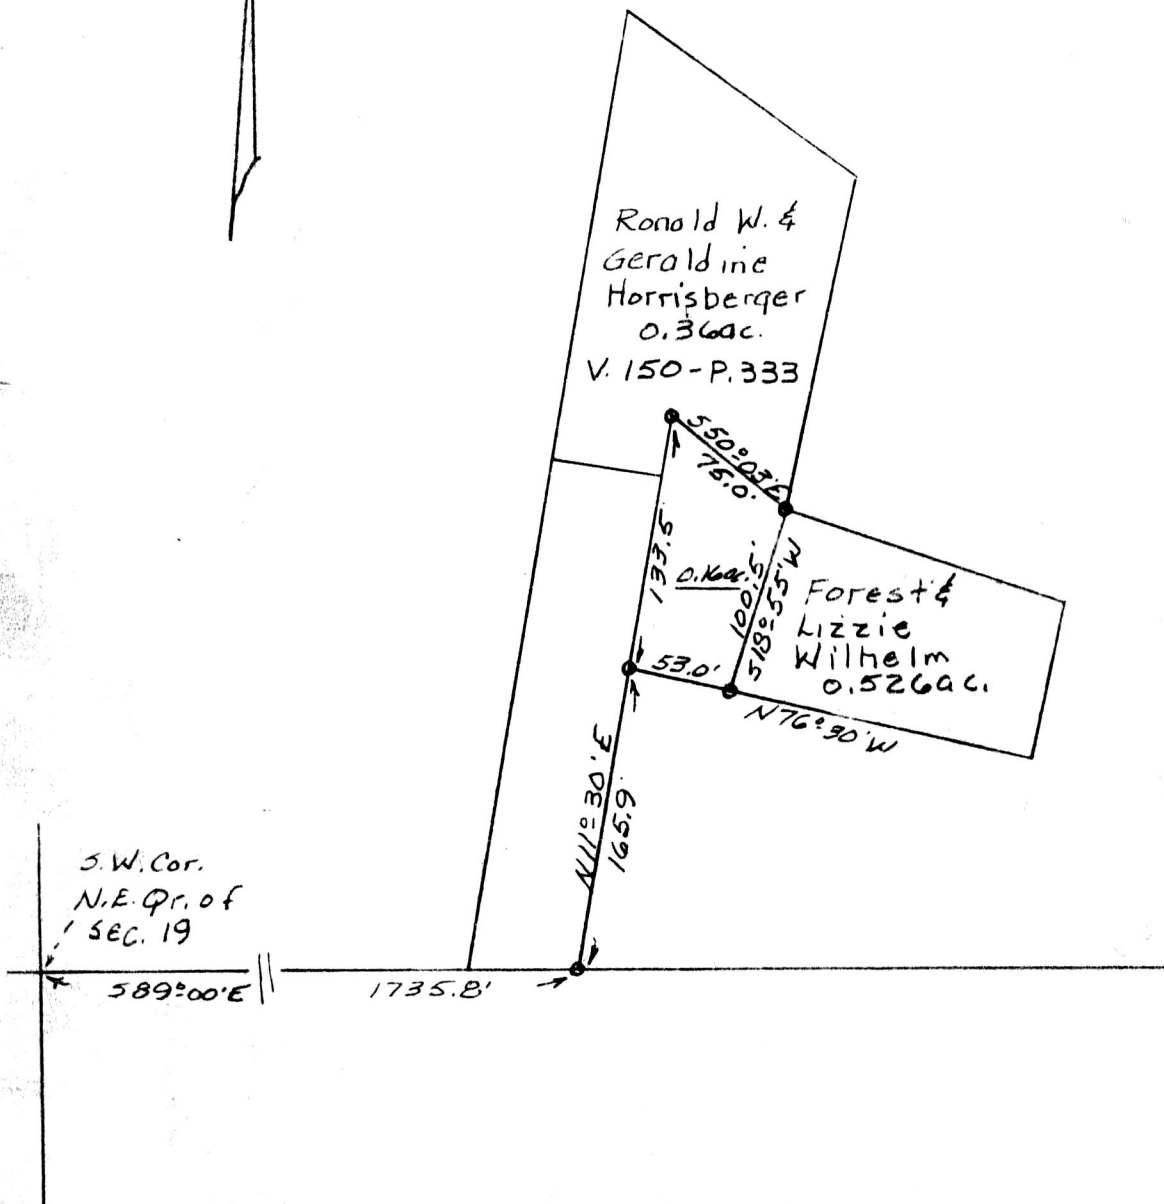 Ronald W. &
Geraldine
Horrisberger
0.36ac.
V. 150-P. 333
S50°03'E
75.0'
133.5'
0.16ac.
100.5'
S18°55'W
Forest &
Lizzie
Wilhelm
0.526ac.
53.0'
N76°30'W
N11°30'E
165.9'
S.W. Cor.
N.E. Qr. of
Sec. 19
S89°00'E
1735.8'